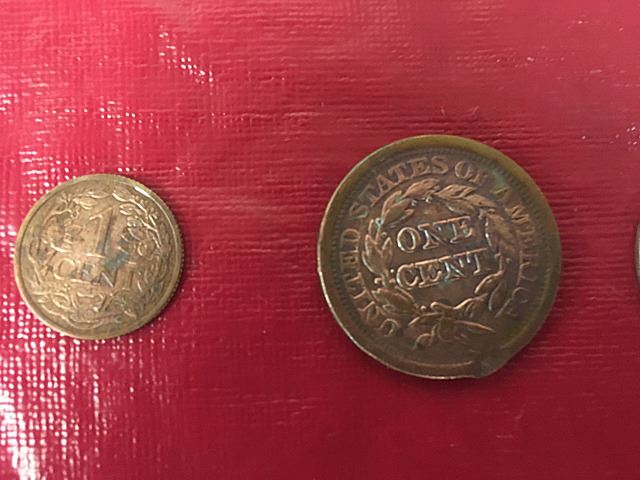 1
CENT
UNITED STATES OF AMERICA
ONE
CENT